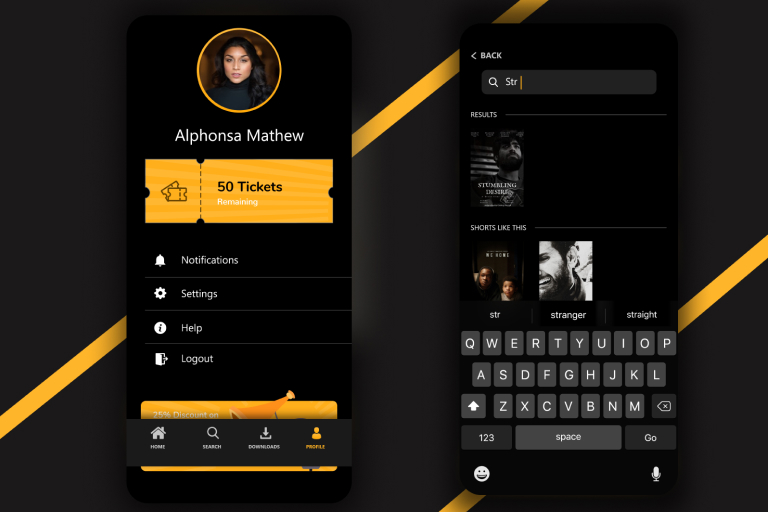 Alphonsa Mathew
50 Tickets
Remaining
Notifications
Settings
Help
Logout
25% Discount on
HOME
SEARCH
DOWNLOADS
PROFILE
BACK
Str
RESULTS
STUMBLING
DESIRE
SHORTS LIKE THIS
WE HOME
str
stranger
straight
Q W E R T Y U I O P
A S D F G H J K L
Z X C V B N M
123
space
Go